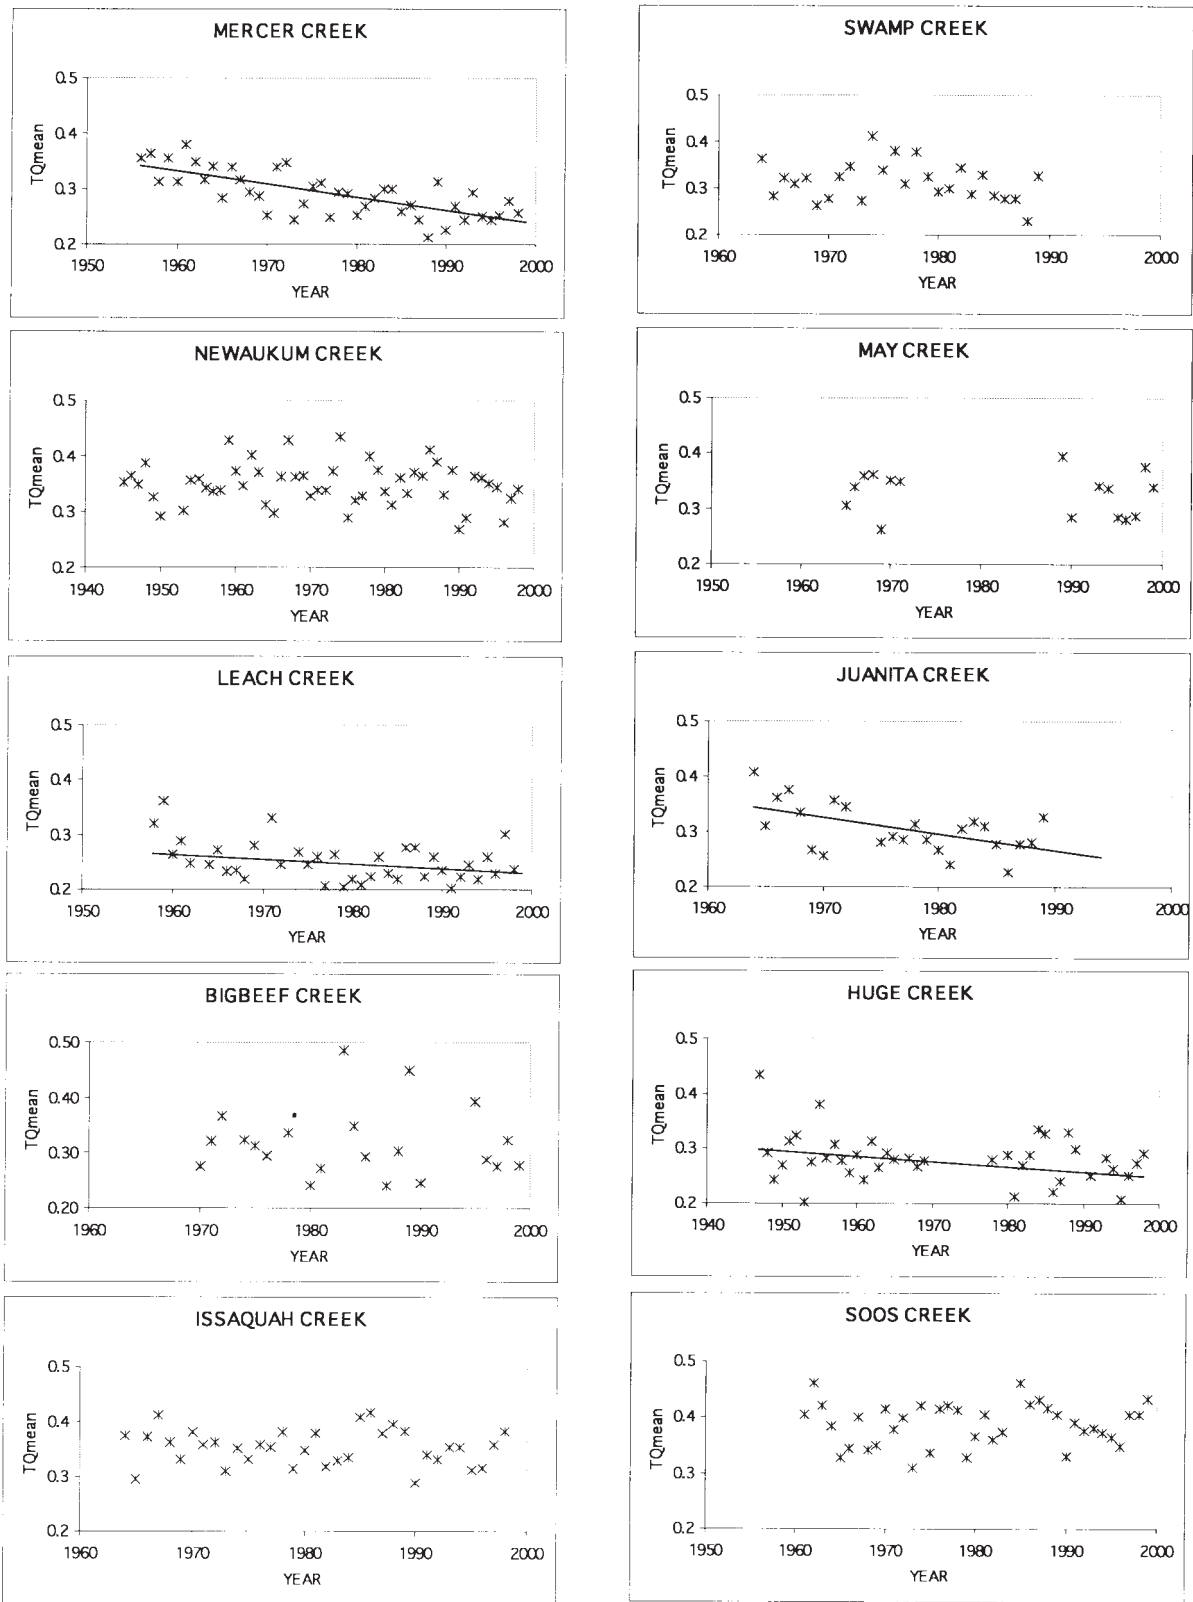 MERCER CREEK
0.5
0.4
0.3
0.2
TQmean
1950 1960 1970 1980 1990 2000
YEAR
SWAMP CREEK
0.5
0.4
0.3
0.2
TQmean
1960 1970 1980 1990 2000
YEAR
NEWAUKUM CREEK
0.5
0.4
0.3
0.2
TQmean
1940 1950 1960 1970 1980 1990 2000
YEAR
MAY CREEK
0.5
0.4
0.3
0.2
TQmean
1950 1960 1970 1980 1990 2000
YEAR
LEACH CREEK
0.5
0.4
0.3
0.2
TQmean
1950 1960 1970 1980 1990 2000
YEAR
JUANITA CREEK
0.5
0.4
0.3
0.2
TQmean
1960 1970 1980 1990 2000
YEAR
BIGBEEF CREEK
0.50
0.40
0.30
0.20
TQmean
1960 1970 1980 1990 2000
YEAR
HUGE CREEK
0.5
0.4
0.3
0.2
TQmean
1940 1950 1960 1970 1980 1990 2000
YEAR
ISSAQUAH CREEK
0.5
0.4
0.3
0.2
TQmean
1960 1970 1980 1990 2000
YEAR
SOOS CREEK
0.5
0.4
0.3
0.2
TQmean
1950 1960 1970 1980 1990 2000
YEAR